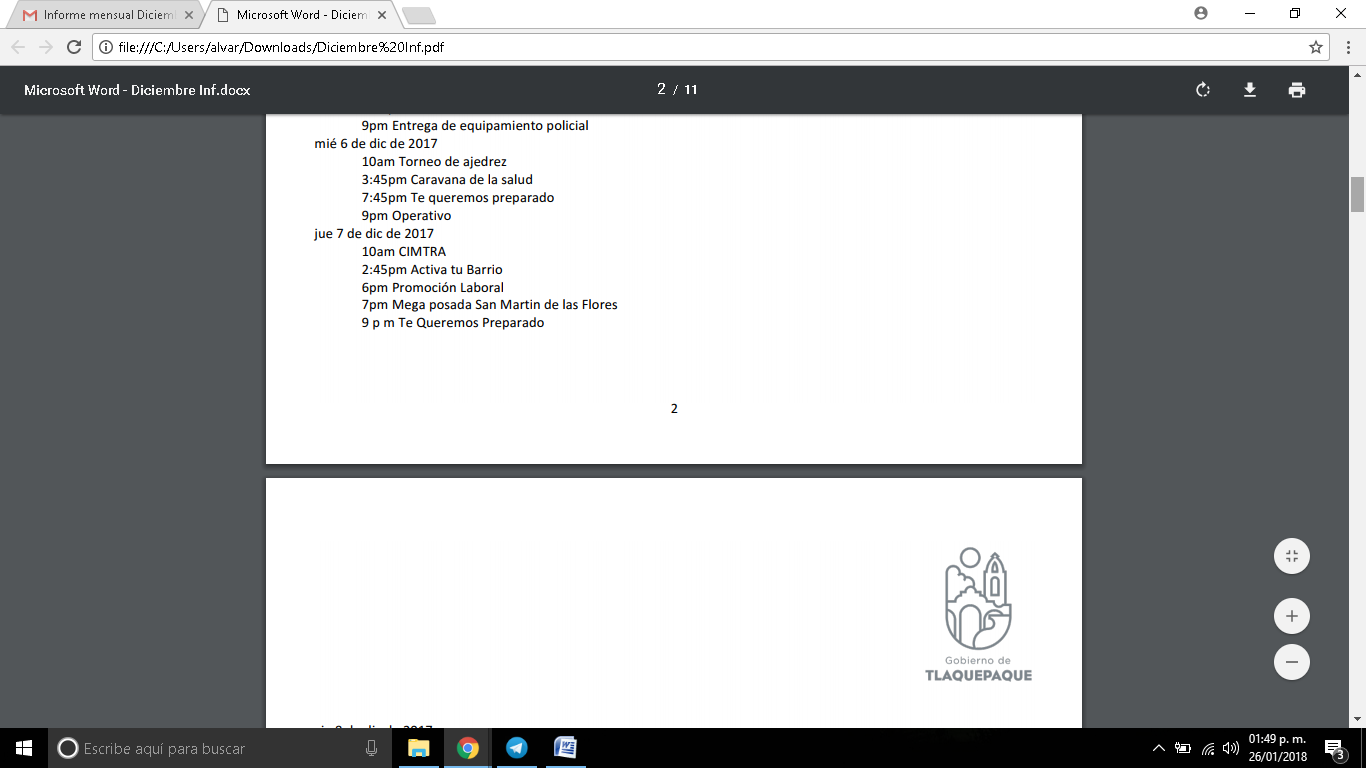 Informe mensual Diciem
Microsoft Word - Diciem
file:///C:/Users/alvar/Downloads/Diciembre%20Inf.pdf
Microsoft Word - Diciembre Inf.docx
2 / 11
9pm Entrega de equipamiento policial
mié 6 de dic de 2017
10am Torneo de ajedrez
3:45pm Caravana de la salud
7:45pm Te queremos preparado
9pm Operativo
jue 7 de dic de 2017
10am CIMTRA
2:45pm Activa tu Barrio
6pm Promoción Laboral
7pm Mega posada San Martin de las Flores
9 p m Te Queremos Preparado
2
Gobierno de
TLAQUEPAQUE
Escribe aquí para buscar
01:49 p. m.
26/01/2018
3